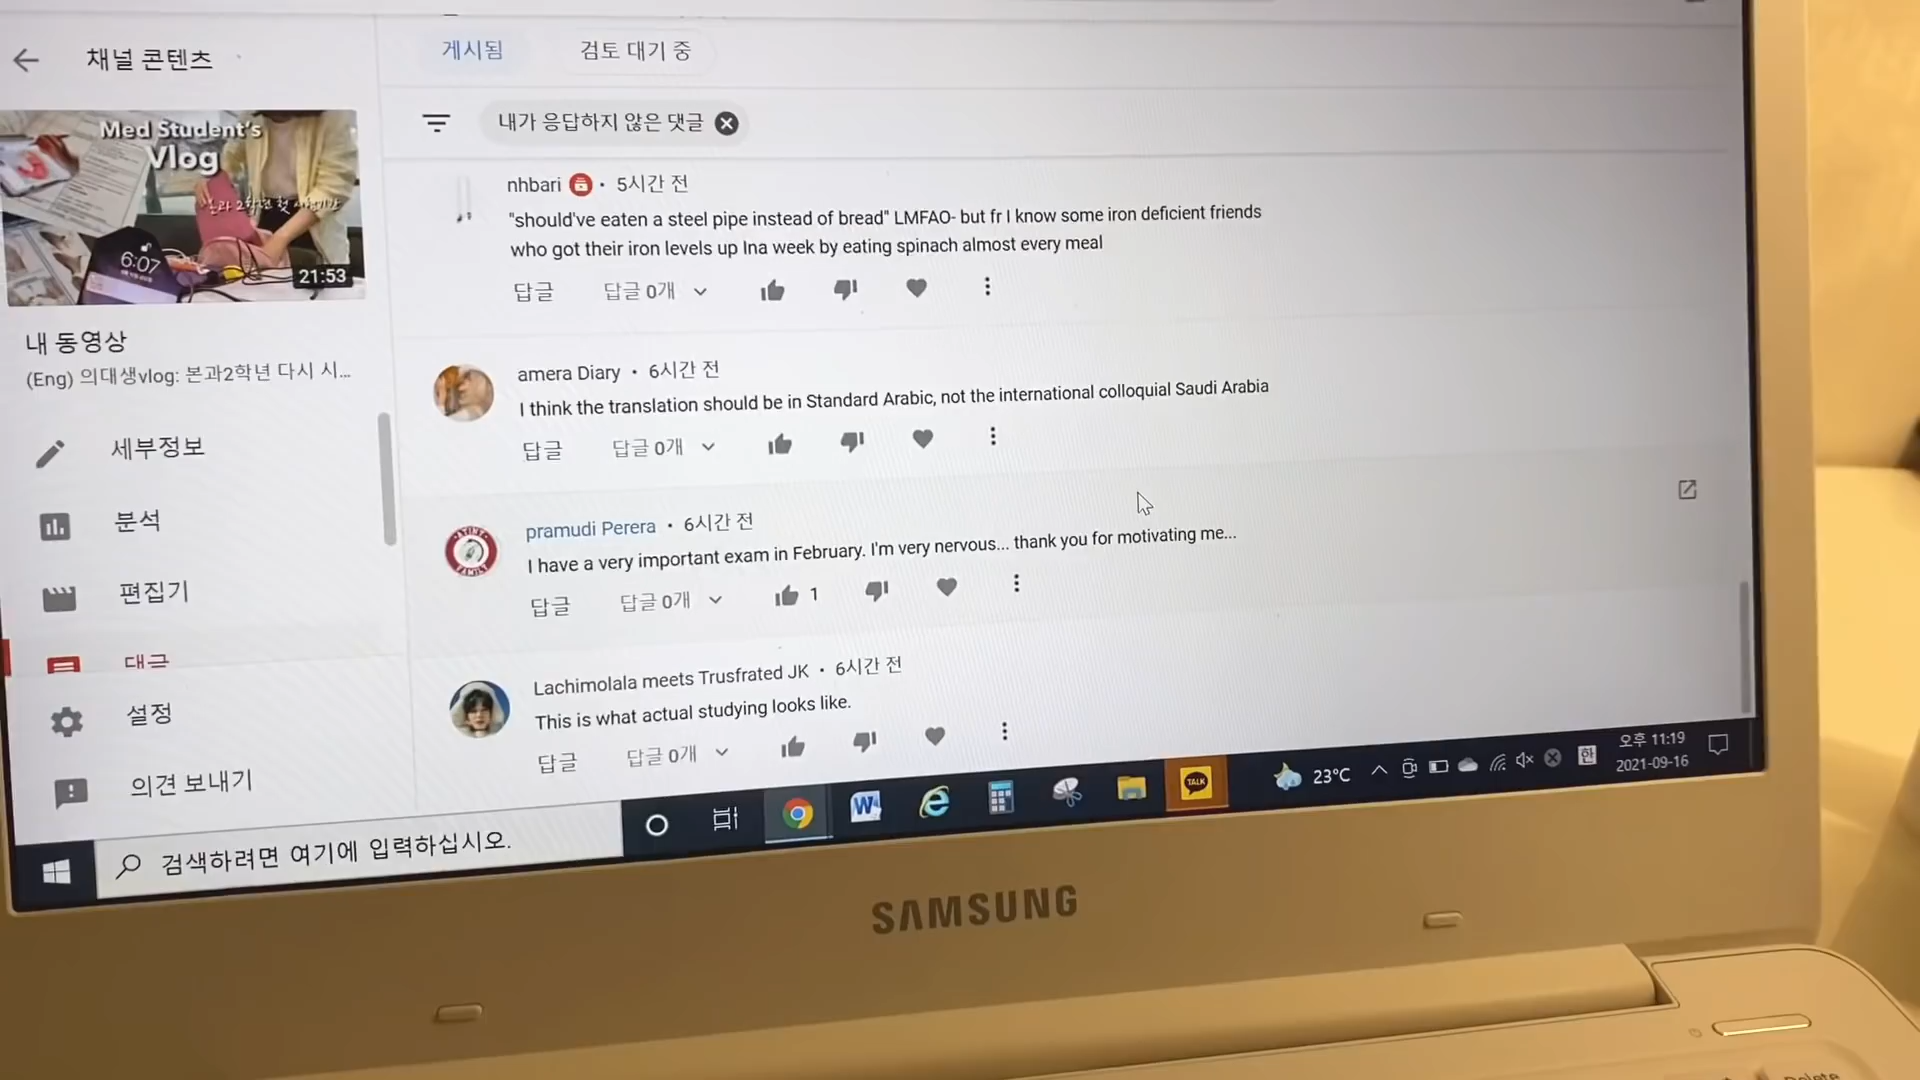 채널 콘텐츠
게시됨
검토 대기 중
내가 응답하지 않은 댓글
Med Student's
Vlog
6:07
21:53
내 동영상
(Eng) 의대생vlog: 본과2학년 다시 시...
세부정보
분석
편집기
댓글
설정
의견 보내기
nhbari • 5시간 전
"should've eaten a steel pipe instead of bread" LMFAO- but fr I know some iron deficient friends
who got their iron levels up Ina week by eating spinach almost every meal
답글 답글 0개
amera Diary • 6시간 전
I think the translation should be in Standard Arabic, not the international colloquial Saudi Arabia
답글 답글 0개
pramudi Perera • 6시간 전
I have a very important exam in February. I'm very nervous... thank you for motivating me...
답글 답글 0개 1
Lachimolala meets Trusfrated JK • 6시간 전
This is what actual studying looks like.
답글 답글 0개
검색하려면 여기에 입력하십시오.
TALK
23°C
한
오후 11:19
2021-09-16
SAMSUNG
Delete